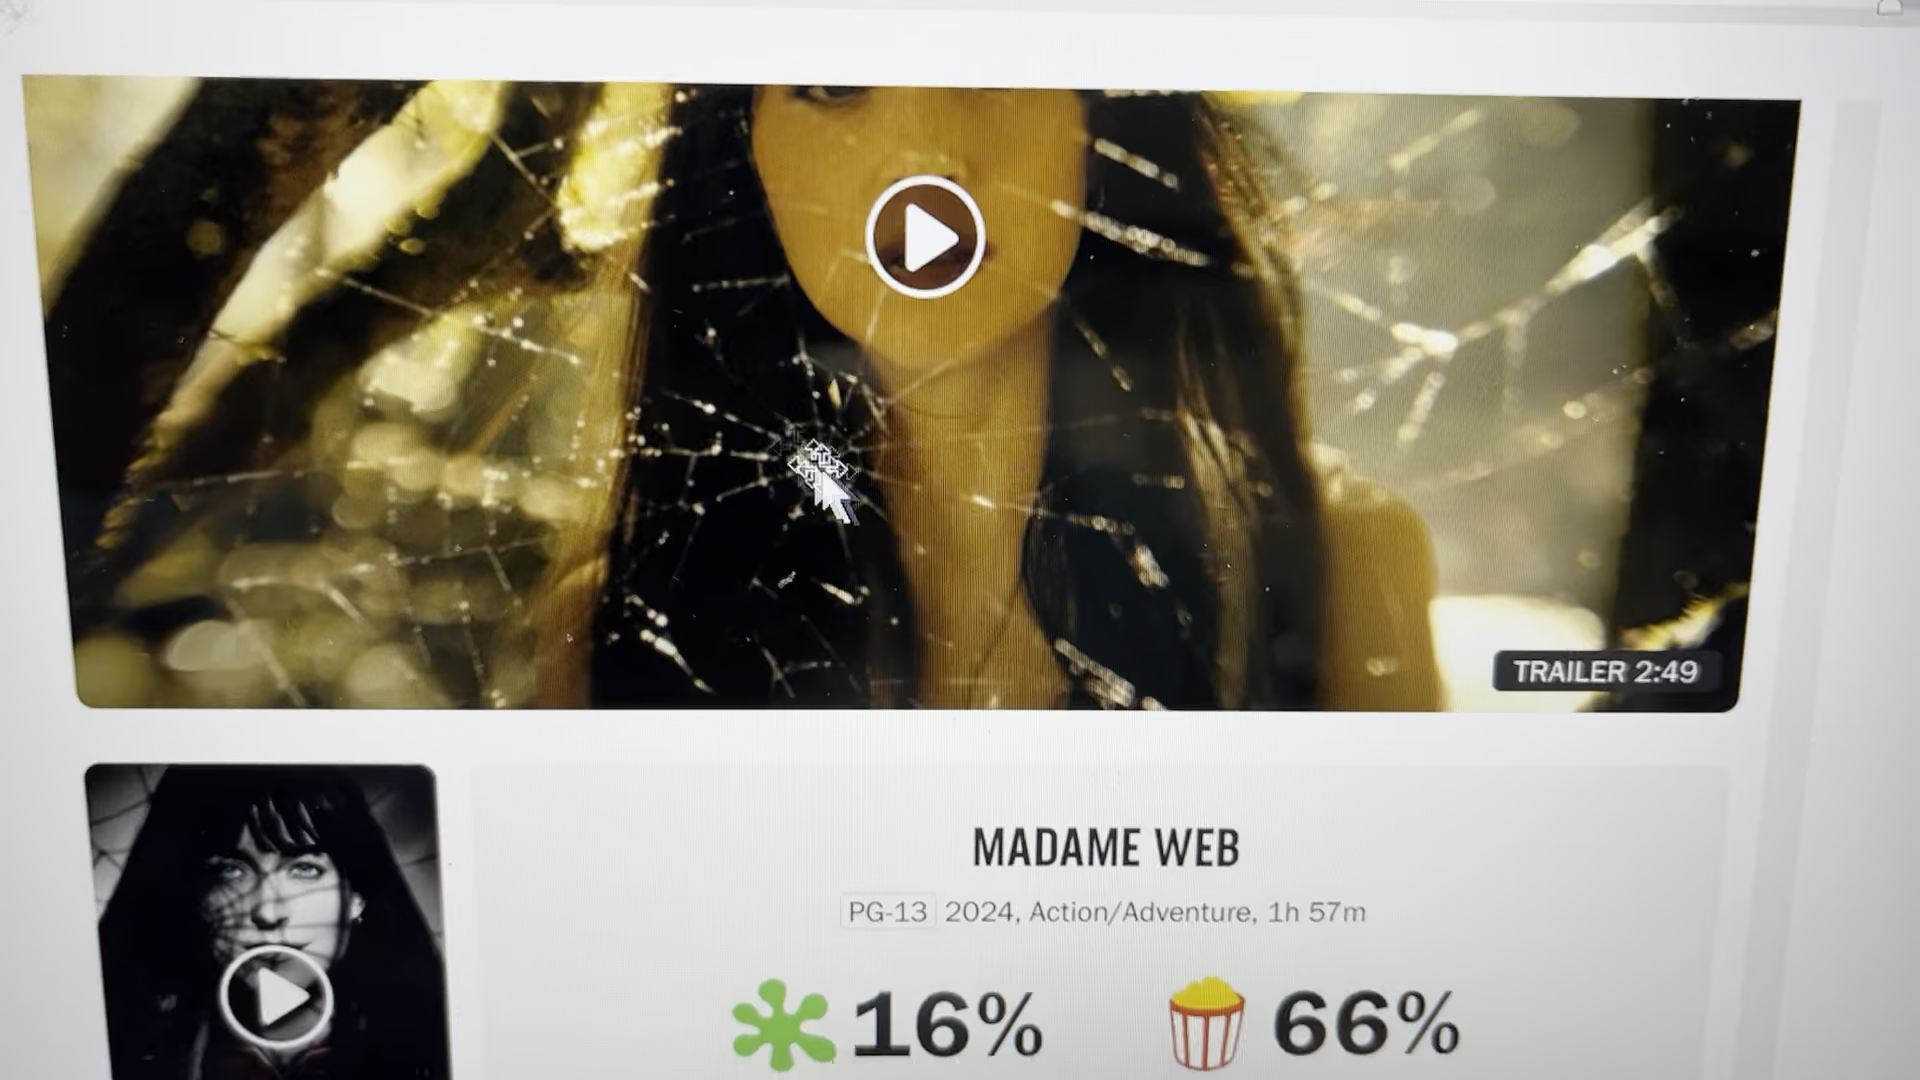 TRAILER 2:49
MADAME WEB
PG-13 2024, Action/Adventure, 1h 57m
16% 66%